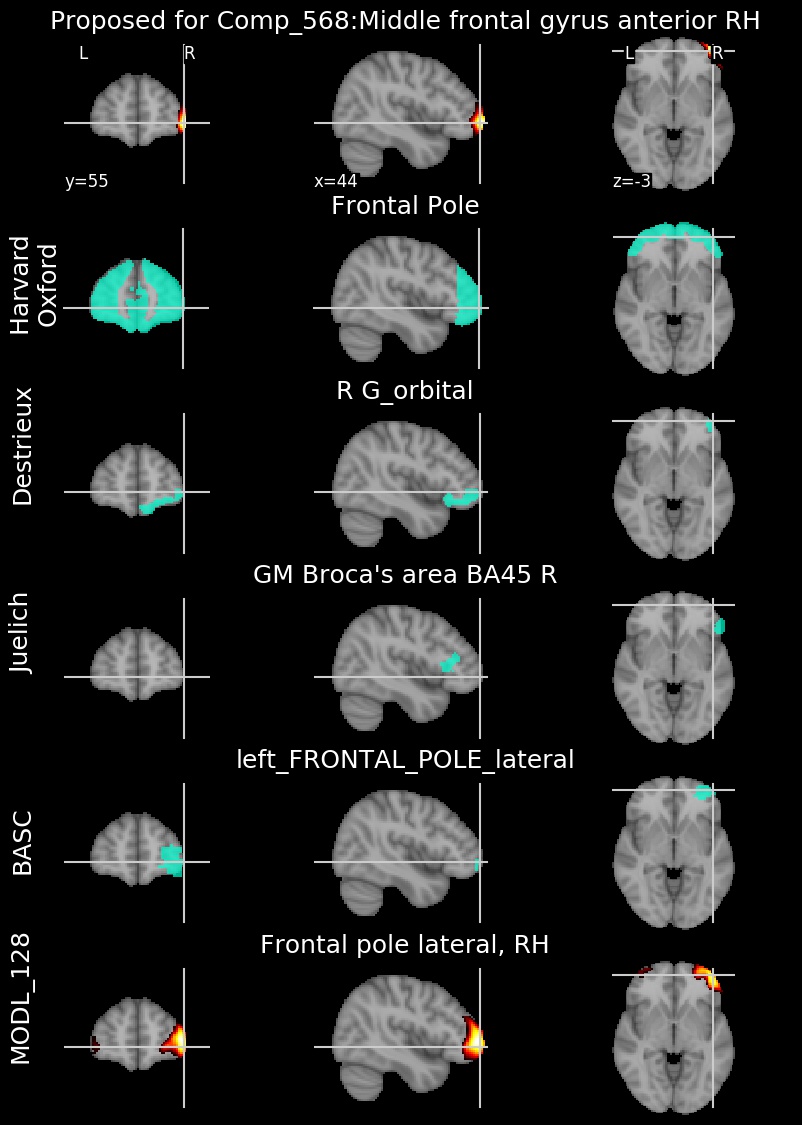 Proposed for Comp_568:Middle frontal gyrus anterior RH
L R L R
y=55 x=44 z=-3
Frontal Pole
Harvard
Oxford
R G_orbital
Destrieux
GM Broca's area BA45 R
Juelich
left_FRONTAL_POLE_lateral
BASC
Frontal pole lateral, RH
MODL_128